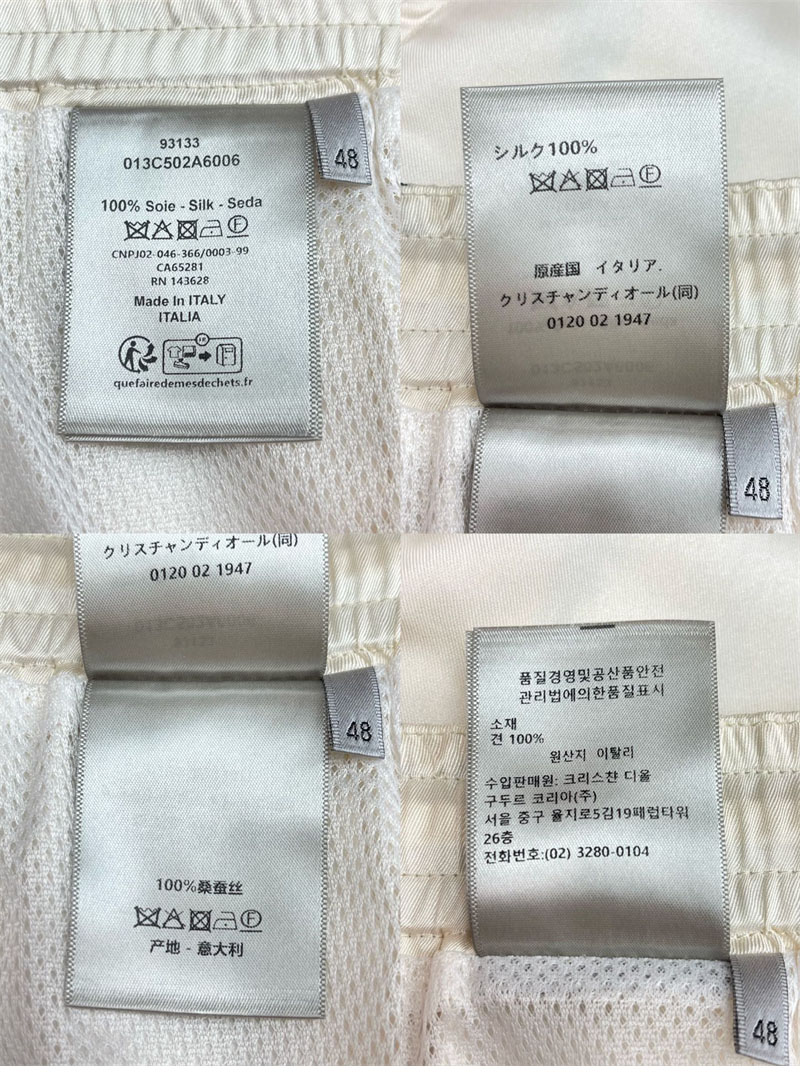 93133
013C502A6006
48
100% Soie - Silk - Seda
F
CNPJ02-046-366/0003-99
CA65281
RN 143628
Made In ITALY
ITALIA
FR
quefairedemesdechets.fr
シルク100%
F
原産国 イタリア.
クリスチャンディオール(同)
0120 02 1947
48
クリスチャンディオール(同)
0120 02 1947
48
100%桑蚕丝
F
产地 - 意大利
품질경영및공산품안전
관리법에의한품질표시
소재
견 100%
원산지 이탈리
수입판매원: 크리스챤 디올
구두르 코리아(주)
서울 중구 율지로5김19패럽타워
26층
전화번호:(02) 3280-0104
48